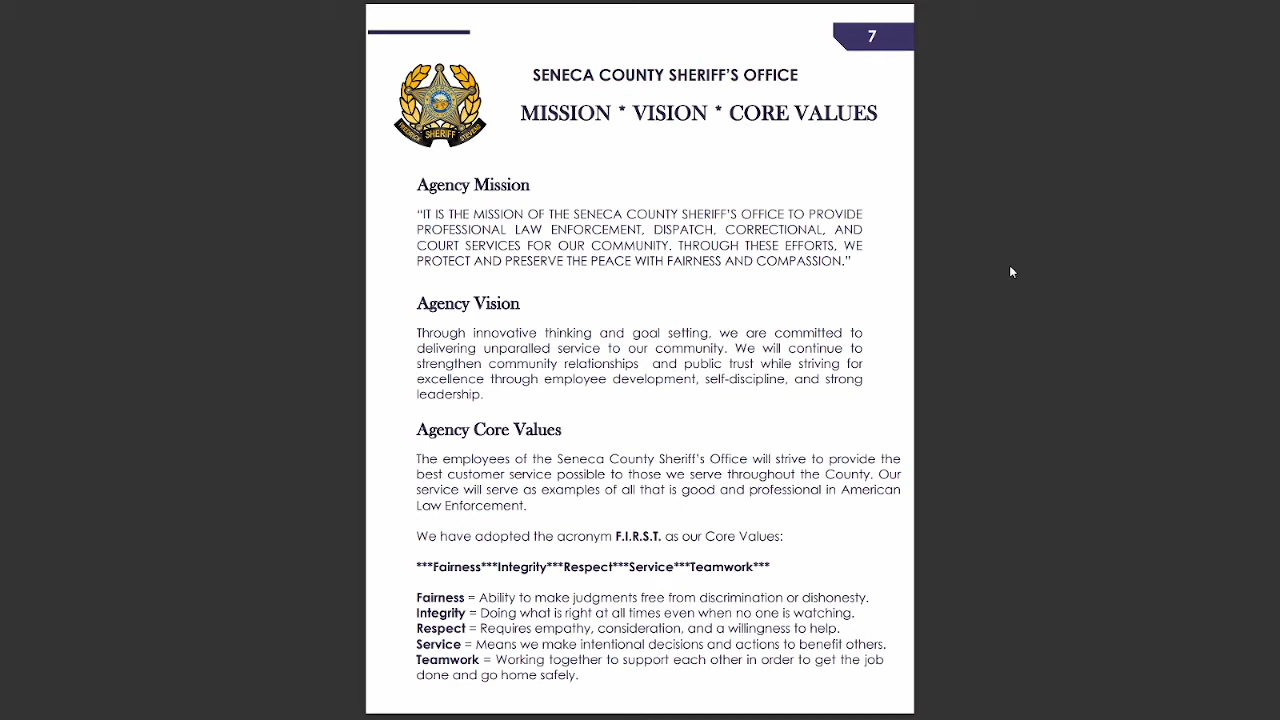 7
SENECA COUNTY SHERIFF'S OFFICE
MISSION * VISION * CORE VALUES
FREDERICK
SHERIFF
STEVENS
Agency Mission
“IT IS THE MISSION OF THE SENECA COUNTY SHERIFF'S OFFICE TO PROVIDE
PROFESSIONAL LAW ENFORCEMENT, DISPATCH, CORRECTIONAL, AND
COURT SERVICES FOR OUR COMMUNITY. THROUGH THESE EFFORTS, WE
PROTECT AND PRESERVE THE PEACE WITH FAIRNESS AND COMPASSION.”
Agency Vision
Through innovative thinking and goal setting, we are committed to
delivering unparalled service to our community. We will continue to
strengthen community relationships and public trust while striving for
excellence through employee development, self-discipline, and strong
leadership.
Agency Core Values
The employees of the Seneca County Sheriff's Office will strive to provide the
best customer service possible to those we serve throughout the County. Our
service will serve as examples of all that is good and professional in American
Law Enforcement.
We have adopted the acronym F.I.R.S.T. as our Core Values:
***Fairness***Integrity***Respect***Service***Teamwork***
Fairness = Ability to make judgments free from discrimination or dishonesty.
Integrity = Doing what is right at all times even when no one is watching.
Respect = Requires empathy, consideration, and a willingness to help.
Service = Means we make intentional decisions and actions to benefit others.
Teamwork = Working together to support each other in order to get the job
done and go home safely.